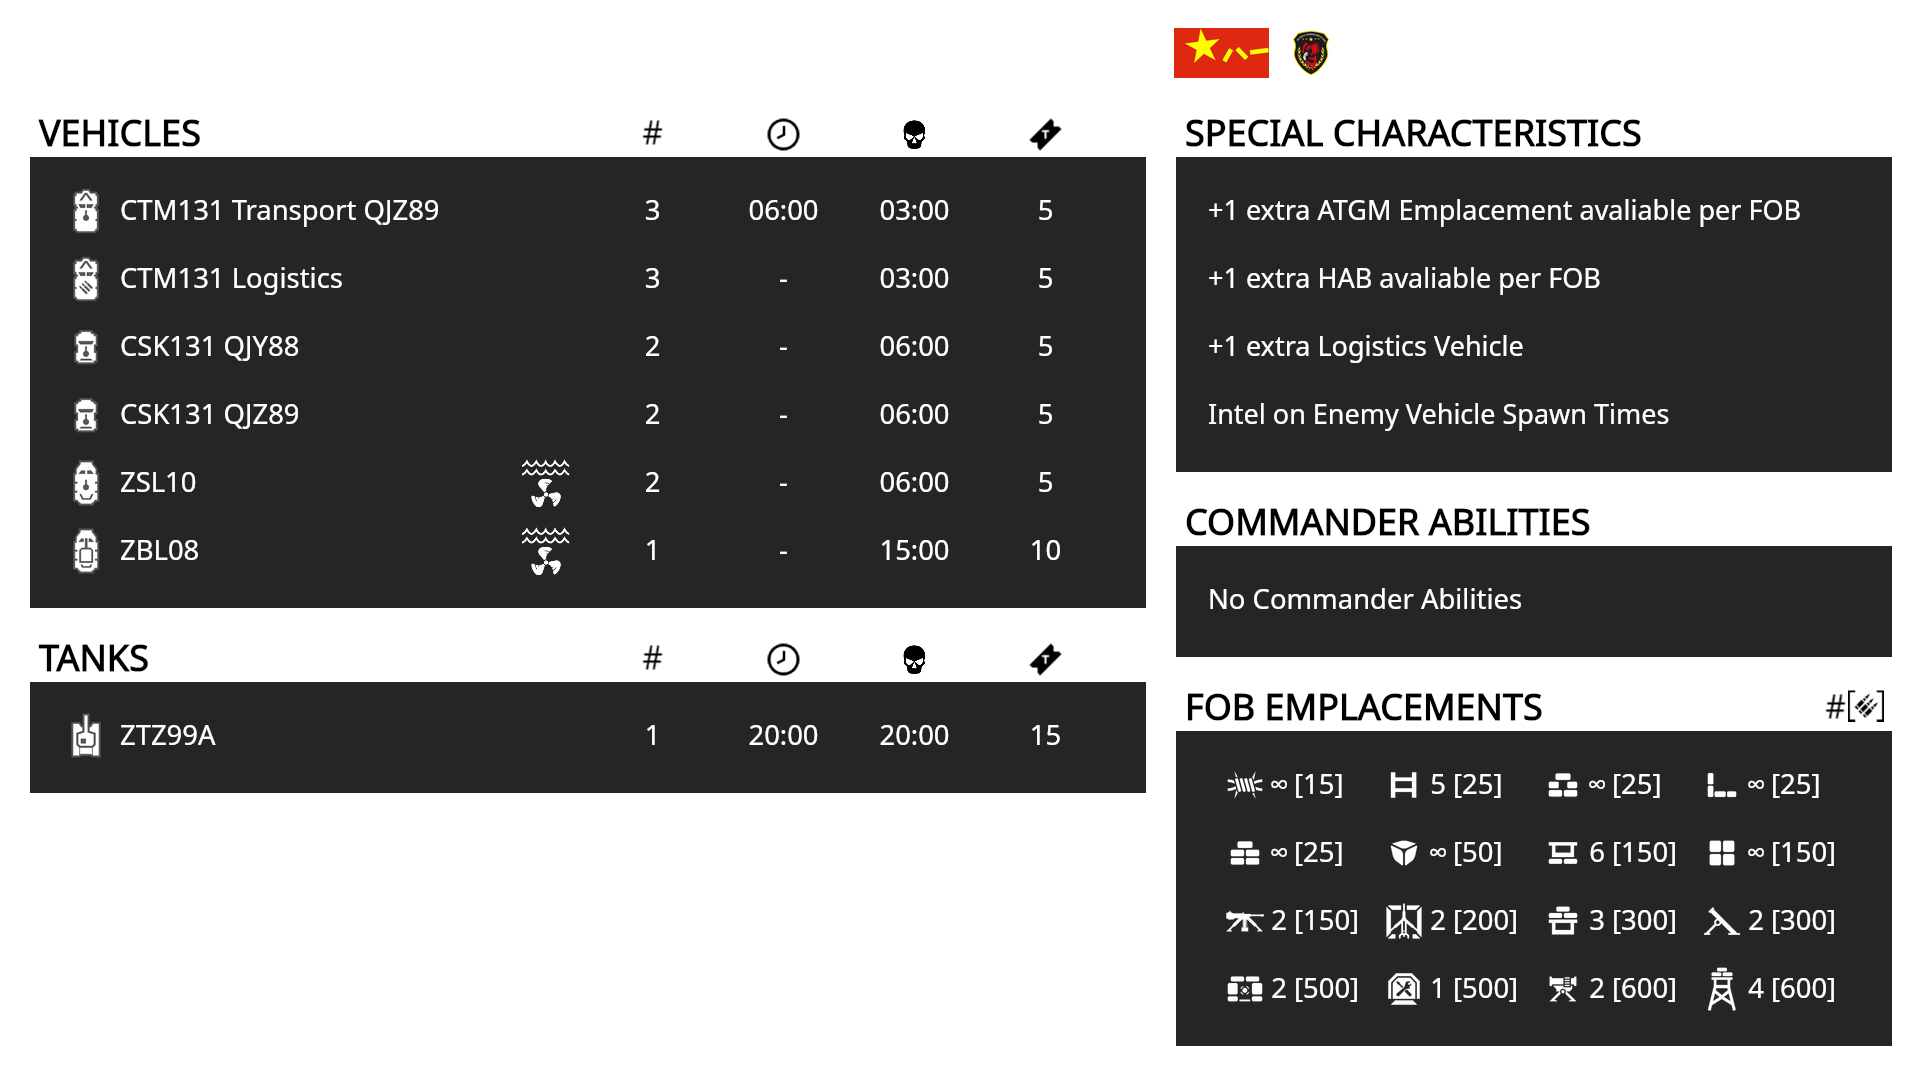 八一
VEHICLES #
CTM131 Transport QJZ89 3 06:00 03:00 5
CTM131 Logistics 3 - 03:00 5
CSK131 QJY88 2 - 06:00 5
CSK131 QJZ89 2 - 06:00 5
ZSL10 2 - 06:00 5
ZBL08 1 - 15:00 10
TANKS #
ZTZ99A 1 20:00 20:00 15
SPECIAL CHARACTERISTICS
+1 extra ATGM Emplacement avaliable per FOB
+1 extra HAB avaliable per FOB
+1 extra Logistics Vehicle
Intel on Enemy Vehicle Spawn Times
COMMANDER ABILITIES
No Commander Abilities
FOB EMPLACEMENTS #[ ]
∞ [15] 5 [25] ∞ [25] ∞ [25]
∞ [25] ∞ [50] 6 [150] ∞ [150]
2 [150] 2 [200] 3 [300] 2 [300]
2 [500] 1 [500] 2 [600] 4 [600]